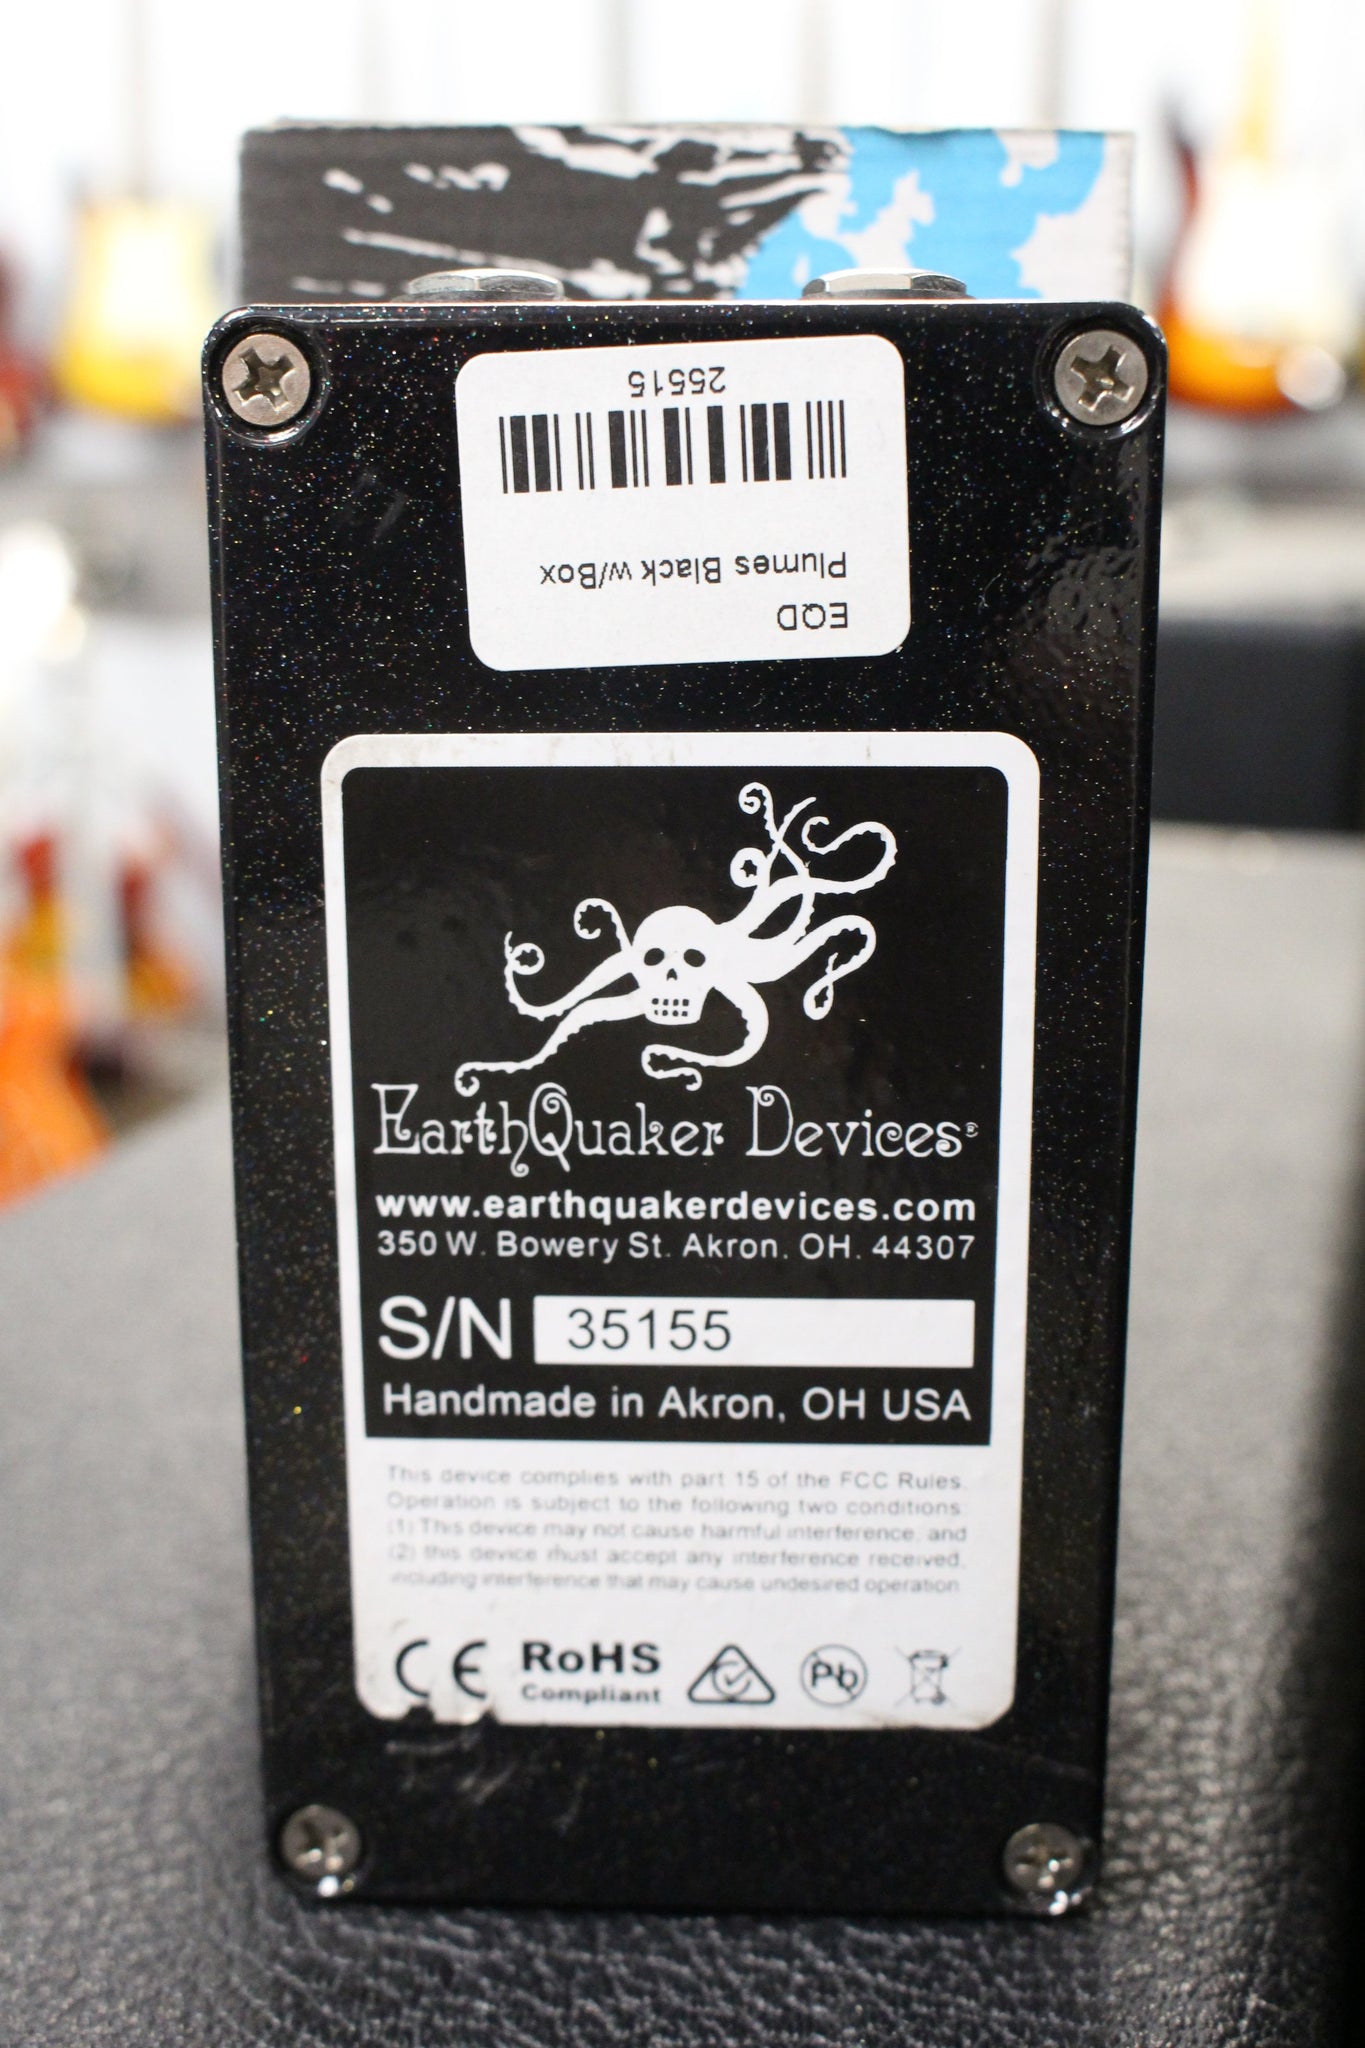 25515
Plumes Black w/Box
EQD
EarthQuaker Devices®
www.earthquakerdevices.com
350 W. Bowery St. Akron, OH. 44307
S/N 35155
Handmade in Akron, OH USA
This device complies with part 15 of the FCC Rules.
Operation is subject to the following two conditions:
(1) This device may not cause harmful interference, and
(2) this device must accept any interference received,
including interference that may cause undesired operation
CE RoHS Pb
Compliant